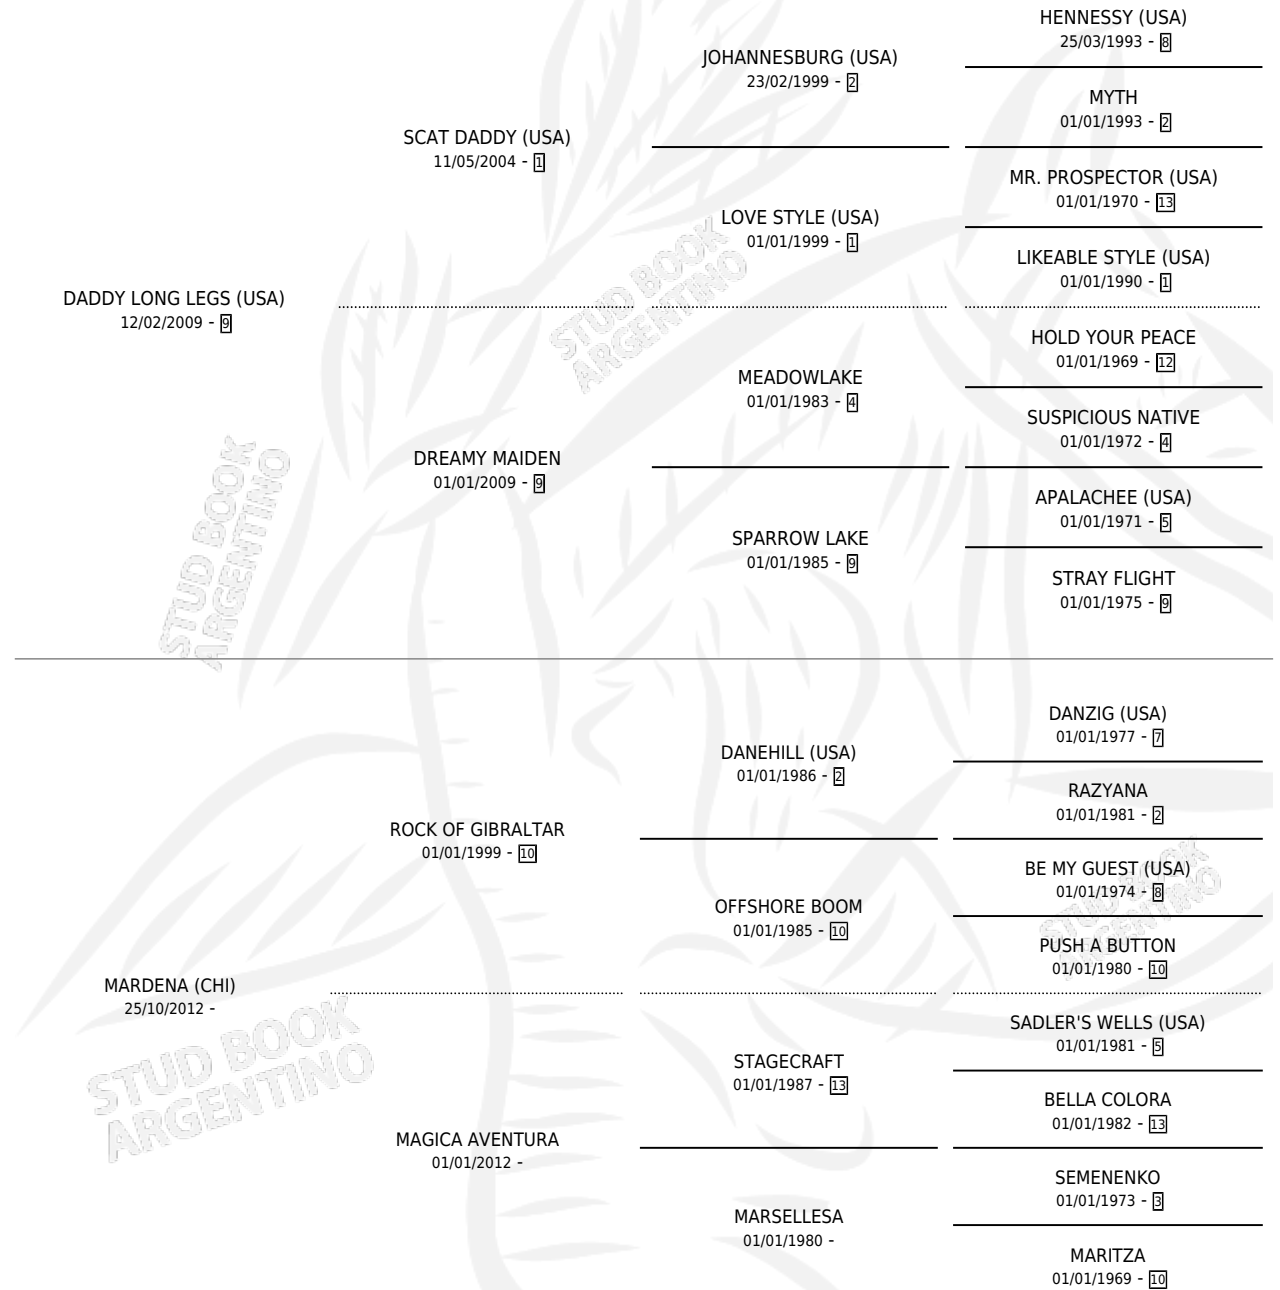 HENNESSY (USA)
25/03/1993 - 8
JOHANNESBURG (USA)
23/02/1999 - 2
MYTH
01/01/1993 - 2
SCAT DADDY (USA)
11/05/2004 - 1
MR. PROSPECTOR (USA)
01/01/1970 - 13
LOVE STYLE (USA)
01/01/1999 - 1
LIKEABLE STYLE (USA)
01/01/1990 - 1
DADDY LONG LEGS (USA)
12/02/2009 - 9
HOLD YOUR PEACE
01/01/1969 - 12
MEADOWLAKE
01/01/1983 - 4
SUSPICIOUS NATIVE
01/01/1972 - 4
DREAMY MAIDEN
01/01/2009 - 9
APALACHEE (USA)
01/01/1971 - 5
SPARROW LAKE
01/01/1985 - 9
STRAY FLIGHT
01/01/1975 - 9
STUD BOOK
ARGENTINO
STUD BOOK
ARGENTINO
DANZIG (USA)
01/01/1977 - 7
DANEHILL (USA)
01/01/1986 - 2
RAZYANA
01/01/1981 - 2
ROCK OF GIBRALTAR
01/01/1999 - 10
BE MY GUEST (USA)
01/01/1974 - 8
OFFSHORE BOOM
01/01/1985 - 10
PUSH A BUTTON
01/01/1980 - 10
MARDENA (CHI)
25/10/2012 -
SADLER'S WELLS (USA)
01/01/1981 - 5
STAGECRAFT
01/01/1987 - 13
BELLA COLORA
01/01/1982 - 13
MAGICA AVENTURA
01/01/2012 -
SEMENENKO
01/01/1973 - 3
MARSELLESA
01/01/1980 -
MARITZA
01/01/1969 - 10
STUD BOOK
ARGENTINO
STUD BOOK
ARGENTINO